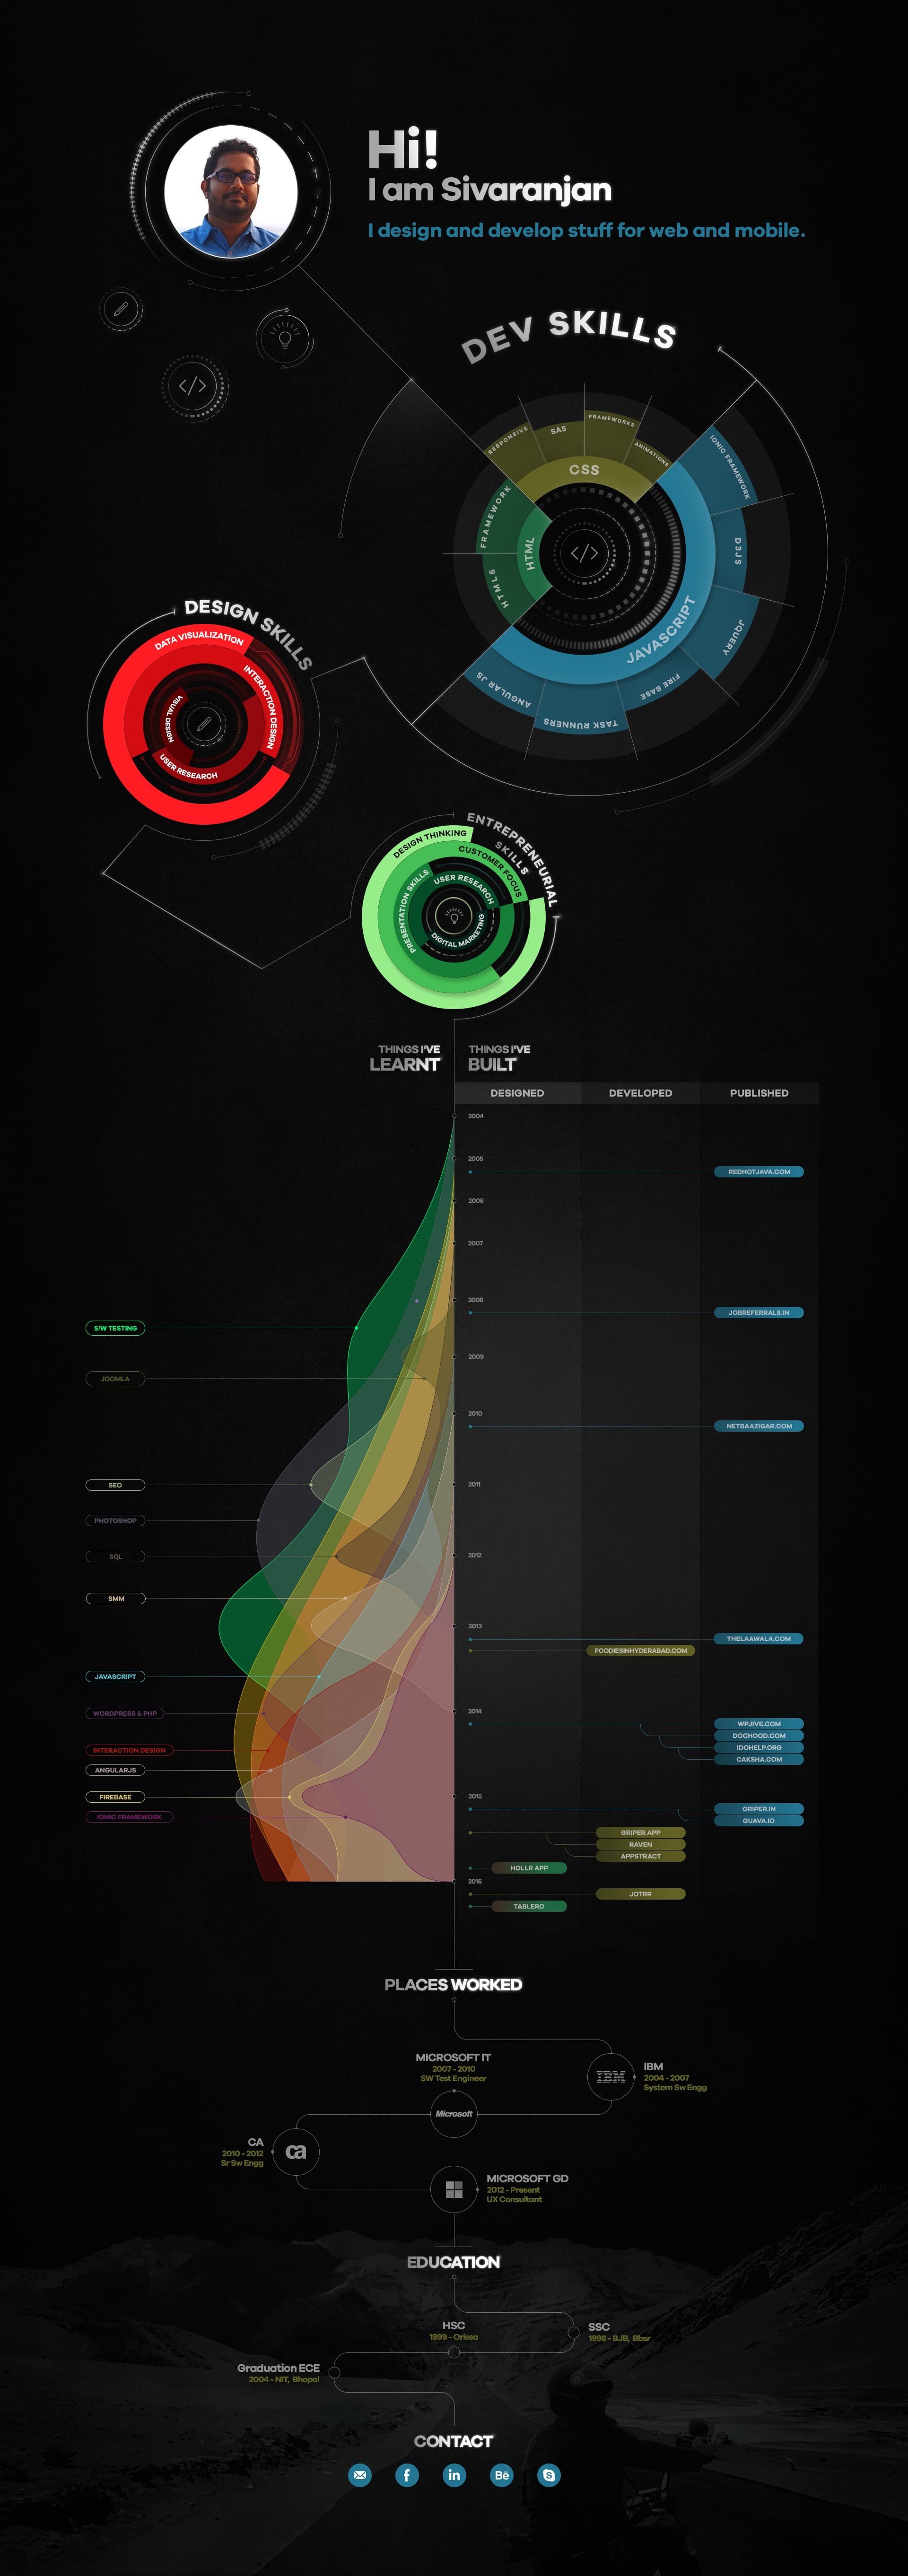 Hi!
I am Sivaranjan
I design and develop stuff for web and mobile.
DEV SKILLS
RESPONSIVE
SAS
FRAMEWORKS
ANIMATIONS
CSS
IONIC FRAMEWORK
D3JS
JQUERY
FIRE BASE
TASK RUNNERS
ANGULAR JS
JAVASCRIPT
FRAMEWORK
HTML 5
HTML
</>
</>
DESIGN SKILLS
DATA VISUALIZATION
INTERACTION DESIGN
VISUAL DESIGN
USER RESEARCH
ENTREPRENEURIAL
SKILLS
DESIGN THINKING
CUSTOMER FOCUS
PRESENTATION SKILLS
USER RESEARCH
DIGITAL MARKETING
THINGS I'VE
LEARNT
THINGS I'VE
BUILT
DESIGNED
DEVELOPED
PUBLISHED
2004
2005
REDHOTJAVA.COM
2006
2007
2008
JOBREFERRALS.IN
S/W TESTING
2009
JOOMLA
2010
NETBAAZIGAR.COM
SEO
2011
PHOTOSHOP
SQL
2012
SMM
2013
THELAAWALA.COM
FOODIESINHYDERABAD.COM
JAVASCRIPT
WORDPRESS & PHP
2014
WPJIVE.COM
DOCHOOD.COM
IDOHELP.ORG
CAKSHA.COM
INTERACTION DESIGN
ANGULARJS
FIREBASE
2015
IONIC FRAMEWORK
GRIPER.IN
GUAVA.IO
GRIPER APP
RAVEN
APPSTRACT
HOLLR APP
2016
JOTRR
TABLERO
PLACES WORKED
IBM
IBM
2004 - 2007
System Sw Engg
MICROSOFT IT
2007 - 2010
SW Test Engineer
Microsoft
CA
2010 - 2012
Sr Sw Engg
ca
MICROSOFT GD
2012 - Present
UX Consultant
EDUCATION
SSC
1996 - BJB, Bbsr
HSC
1999 - Orissa
Graduation ECE
2004 - NIT, Bhopal
CONTACT
f
in
Bē
S